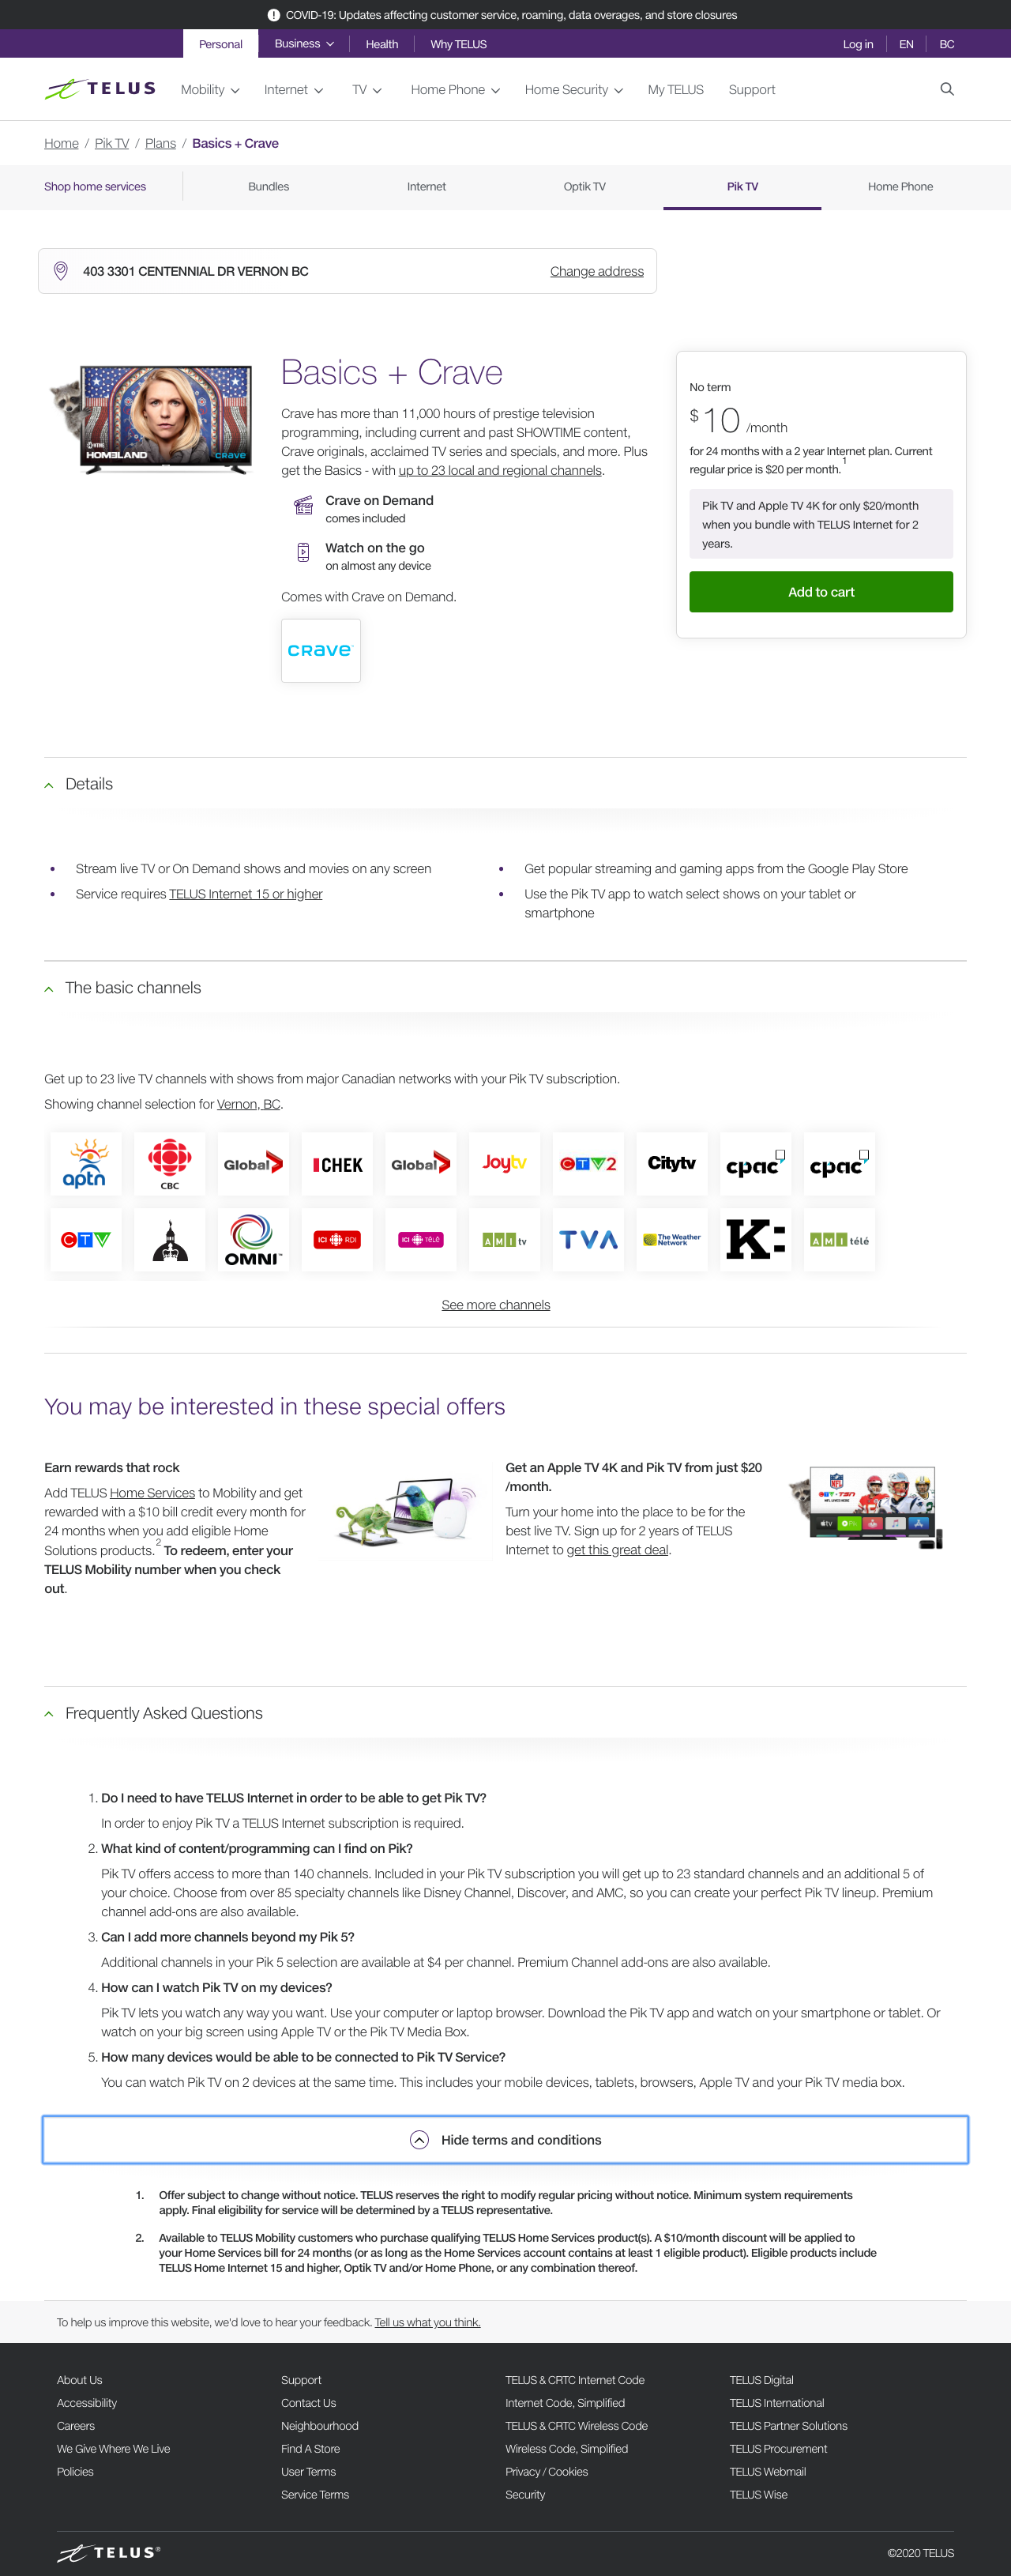 COVID-19: Updates affecting customer service, roaming, data overages, and store closures
Personal
Business
Health
Why TELUS
Log in
EN
BC
TELUS
Mobility
Internet
TV
Home Phone
Home Security
My TELUS
Support
Home / Pik TV / Plans / Basics + Crave
Shop home services
Bundles
Internet
Optik TV
Pik TV
Home Phone
403 3301 CENTENNIAL DR VERNON BC
Change address
SHOWTIME
HOMELAND
CRAVE
Basics + Crave
Crave has more than 11,000 hours of prestige television
programming, including current and past SHOWTIME content,
Crave originals, acclaimed TV series and specials, and more. Plus
get the Basics - with up to 23 local and regional channels.
Crave on Demand
comes included
Watch on the go
on almost any device
Comes with Crave on Demand.
CRAVE
No term
$10 /month
for 24 months with a 2 year Internet plan. Current
regular price is $20 per month.1
Pik TV and Apple TV 4K for only $20/month
when you bundle with TELUS Internet for 2
years.
Add to cart
Details
Stream live TV or On Demand shows and movies on any screen
Service requires TELUS Internet 15 or higher
Get popular streaming and gaming apps from the Google Play Store
Use the Pik TV app to watch select shows on your tablet or
smartphone
The basic channels
Get up to 23 live TV channels with shows from major Canadian networks with your Pik TV subscription.
Showing channel selection for Vernon, BC.
aptn
CBC
Global
CHEK
Global
Joytv
CTV2
Citytv
cpac
cpac
CTV
OMNI
ICI RDI
ICI TÉLÉ
AMI tv
TVA
The Weather Network
K:
AMI télé
See more channels
You may be interested in these special offers
Earn rewards that rock
Add TELUS Home Services to Mobility and get
rewarded with a $10 bill credit every month for
24 months when you add eligible Home
Solutions products.2 To redeem, enter your
TELUS Mobility number when you check
out.
Get an Apple TV 4K and Pik TV from just $20
/month.
Turn your home into the place to be for the
best live TV. Sign up for 2 years of TELUS
Internet to get this great deal.
Frequently Asked Questions
1. Do I need to have TELUS Internet in order to be able to get Pik TV?
In order to enjoy Pik TV a TELUS Internet subscription is required.
2. What kind of content/programming can I find on Pik?
Pik TV offers access to more than 140 channels. Included in your Pik TV subscription you will get up to 23 standard channels and an additional 5 of
your choice. Choose from over 85 specialty channels like Disney Channel, Discover, and AMC, so you can create your perfect Pik TV lineup. Premium
channel add-ons are also available.
3. Can I add more channels beyond my Pik 5?
Additional channels in your Pik 5 selection are available at $4 per channel. Premium Channel add-ons are also available.
4. How can I watch Pik TV on my devices?
Pik TV lets you watch any way you want. Use your computer or laptop browser. Download the Pik TV app and watch on your smartphone or tablet. Or
watch on your big screen using Apple TV or the Pik TV Media Box.
5. How many devices would be able to be connected to Pik TV Service?
You can watch Pik TV on 2 devices at the same time. This includes your mobile devices, tablets, browsers, Apple TV and your Pik TV media box.
Hide terms and conditions
1. Offer subject to change without notice. TELUS reserves the right to modify regular pricing without notice. Minimum system requirements
apply. Final eligibility for service will be determined by a TELUS representative.
2. Available to TELUS Mobility customers who purchase qualifying TELUS Home Services product(s). A $10/month discount will be applied to
your Home Services bill for 24 months (or as long as the Home Services account contains at least 1 eligible product). Eligible products include
TELUS Home Internet 15 and higher, Optik TV and/or Home Phone, or any combination thereof.
To help us improve this website, we'd love to hear your feedback. Tell us what you think.
About Us
Accessibility
Careers
We Give Where We Live
Policies
Support
Contact Us
Neighbourhood
Find A Store
User Terms
Service Terms
TELUS & CRTC Internet Code
Internet Code, Simplified
TELUS & CRTC Wireless Code
Wireless Code, Simplified
Privacy / Cookies
Security
TELUS Digital
TELUS International
TELUS Partner Solutions
TELUS Procurement
TELUS Webmail
TELUS Wise
TELUS®
©2020 TELUS